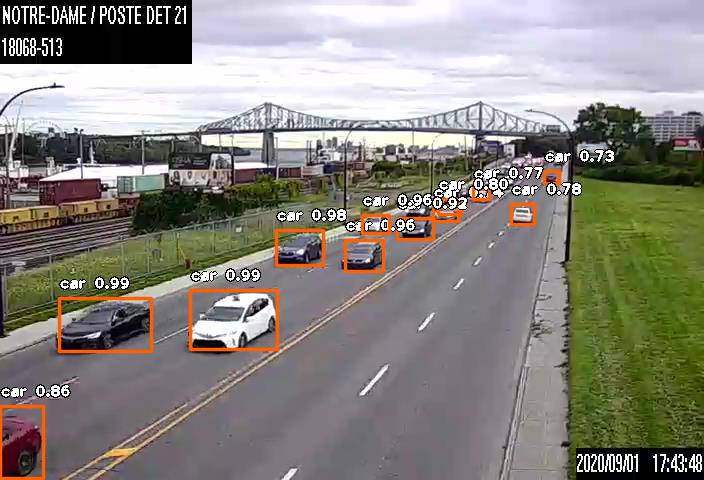 NOTRE-DAME / POSTE DET 21
18068-513
car 0.73
car 0.77
car 0.80
car 0.78
car 0.96
0.92
car 0.98
car 0.96
car 0.99
car 0.99
car 0.86
2020/09/01 17:43:48